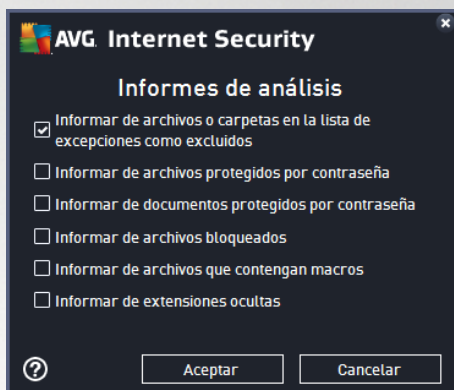 AVG Internet Security
Informes de análisis
Informar de archivos o carpetas en la lista de
excepciones como excluidos
Informar de archivos protegidos por contraseña
Informar de documentos protegidos por contraseña
Informar de archivos bloqueados
Informar de archivos que contengan macros
Informar de extensiones ocultas
? Aceptar Cancelar